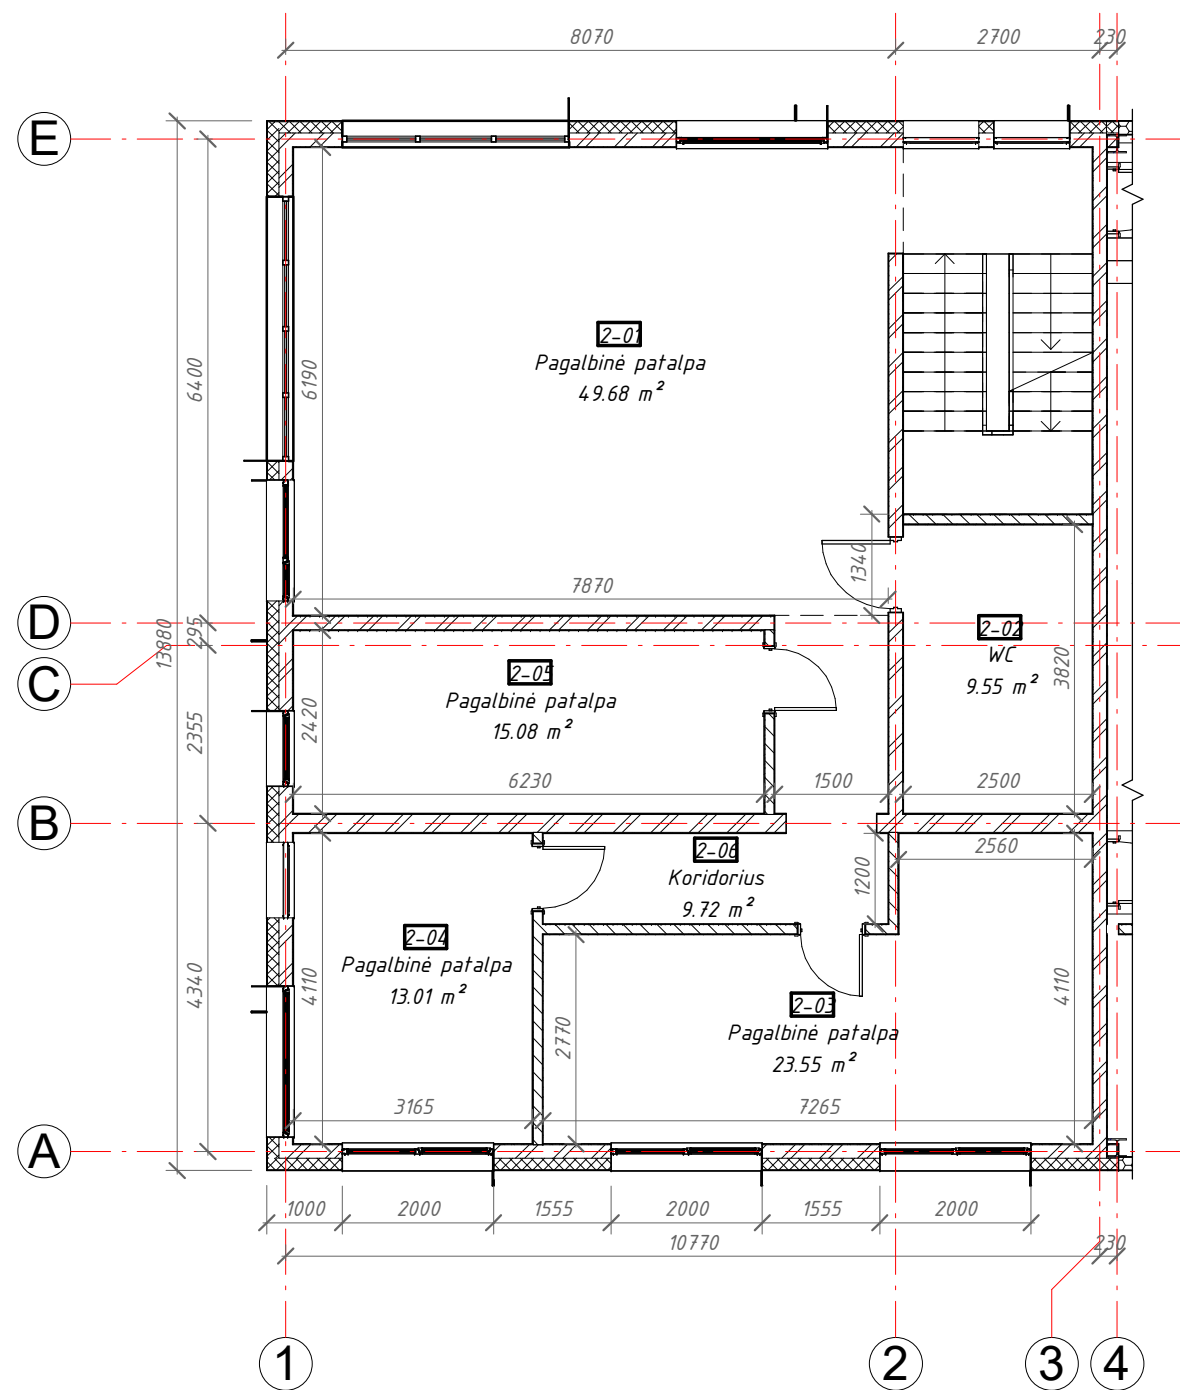 8070
2700
230
E
6400
6190
2-01
Pagalbinė patalpa
49.68 m²
1340
7870
D
295
13880
C
2-02
WC
9.55 m²
3820
2-05
Pagalbinė patalpa
15.08 m²
2355
2420
6230
1500
2500
B
2-06
Koridorius
9.72 m²
1200
2560
2-04
Pagalbinė patalpa
13.01 m²
4340
4110
2770
2-03
Pagalbinė patalpa
23.55 m²
4110
3165
7265
A
1000
2000
1555
2000
1555
2000
10770
230
1
2
3
4